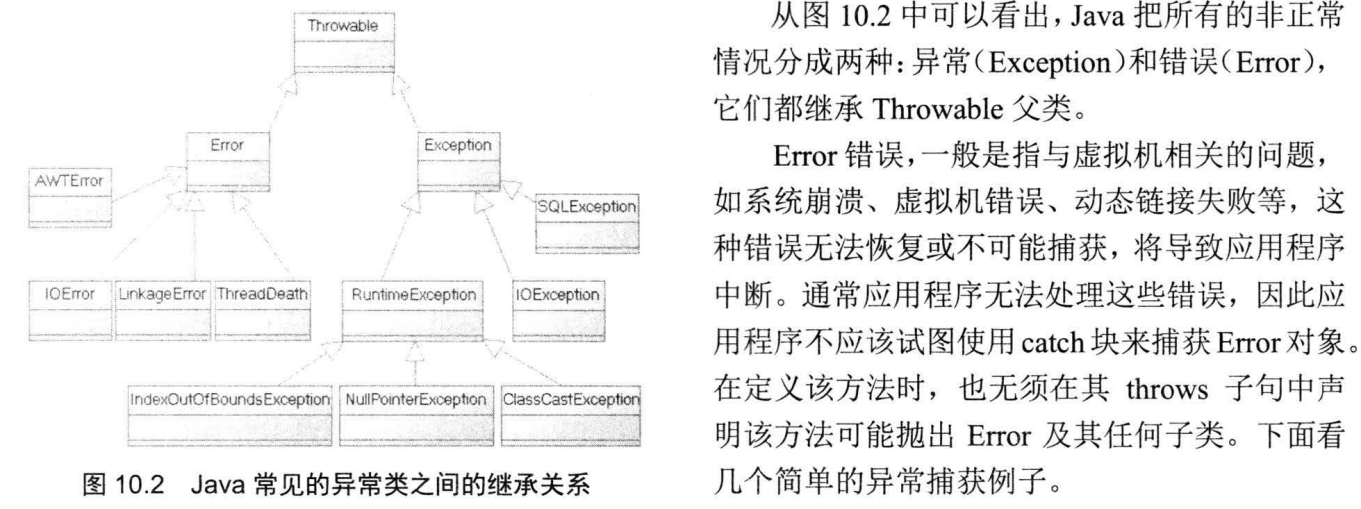 Throwable
Error
Exception
AWTError
SQLException
IOError
LinkageError
ThreadDeath
RuntimeException
IOException
IndexOutOfBoundsException
NullPointerException
ClassCastException
图 10.2 Java 常见的异常类之间的继承关系
从图 10.2 中可以看出，Java 把所有的非正常
情况分成两种：异常（Exception）和错误（Error），
它们都继承 Throwable 父类。
Error 错误，一般是指与虚拟机相关的问题，
如系统崩溃、虚拟机错误、动态链接失败等，这
种错误无法恢复或不可能捕获，将导致应用程序
中断。通常应用程序无法处理这些错误，因此应
用程序不应该试图使用 catch 块来捕获 Error 对象。
在定义该方法时，也无须在其 throws 子句中声
明该方法可能抛出 Error 及其任何子类。下面看
几个简单的异常捕获例子。